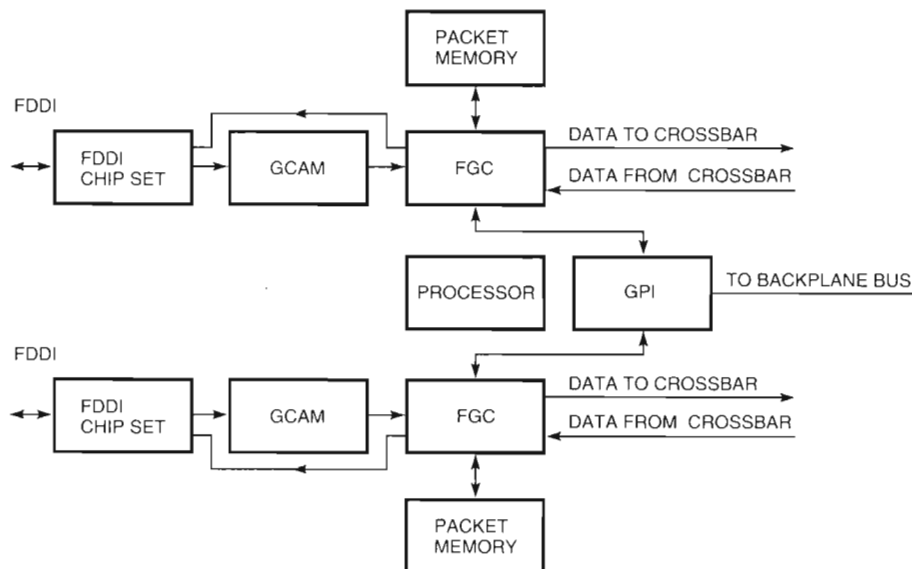 PACKET
MEMORY
FDDI
FDDI
CHIP SET
GCAM
FGC
DATA TO CROSSBAR
DATA FROM CROSSBAR
PROCESSOR
GPI
TO BACKPLANE BUS
FDDI
FDDI
CHIP SET
GCAM
FGC
DATA TO CROSSBAR
DATA FROM CROSSBAR
PACKET
MEMORY